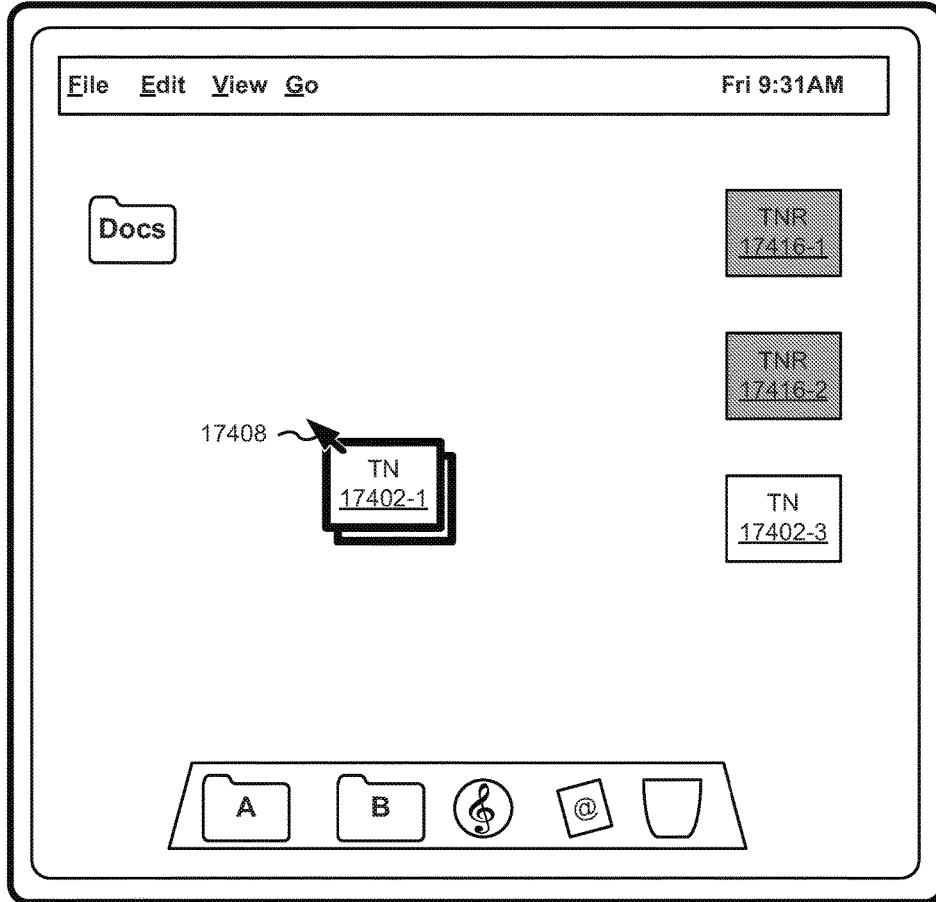 File Edit View Go Fri 9:31AM
Docs
TNR
17416-1
TNR
17416-2
17408
TN
17402-1
TN
17402-3
A B @